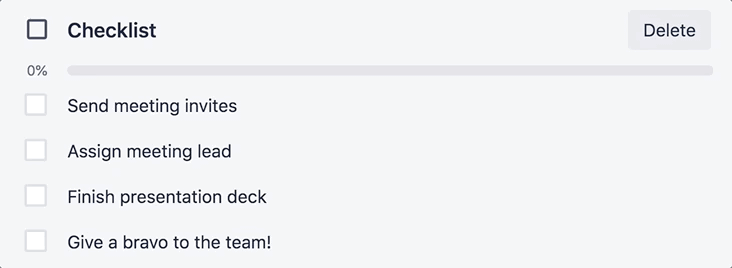 Checklist Delete
0%
Send meeting invites
Assign meeting lead
Finish presentation deck
Give a bravo to the team!